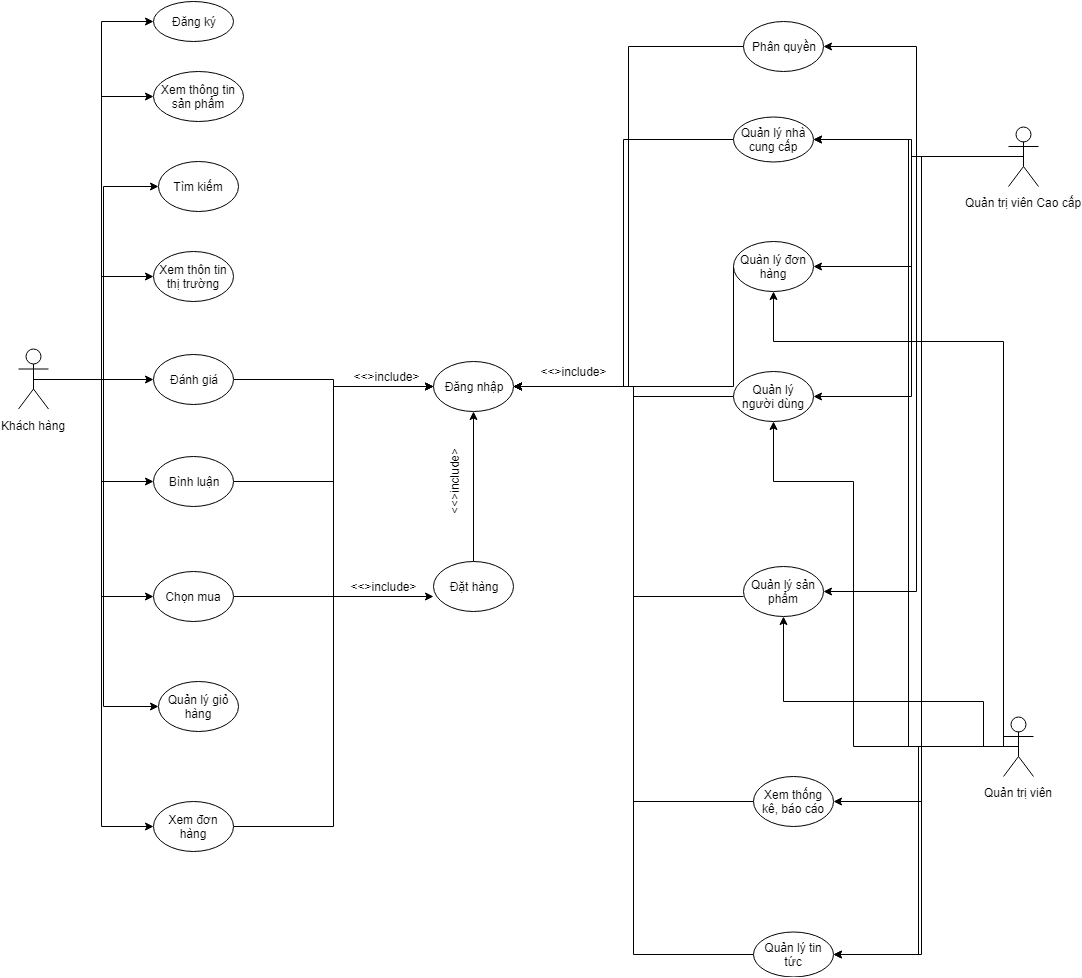 Đăng ký
Xem thông tin
sản phẩm
Tìm kiếm
Xem thôn tin
thị trường
Khách hàng
Đánh giá
Bình luận
Chọn mua
Quản lý giỏ
hàng
Xem đơn
hàng
<<>include>
Đăng nhập
<<>include>
<<>include>
<<>include>
Đặt hàng
Phân quyền
Quản lý nhà
cung cấp
Quản lý đơn
hàng
Quản lý
người dùng
Quản lý sản
phẩm
Xem thống
kê, báo cáo
Quản lý tin
tức
Quản trị viên Cao cấp
Quản trị viên